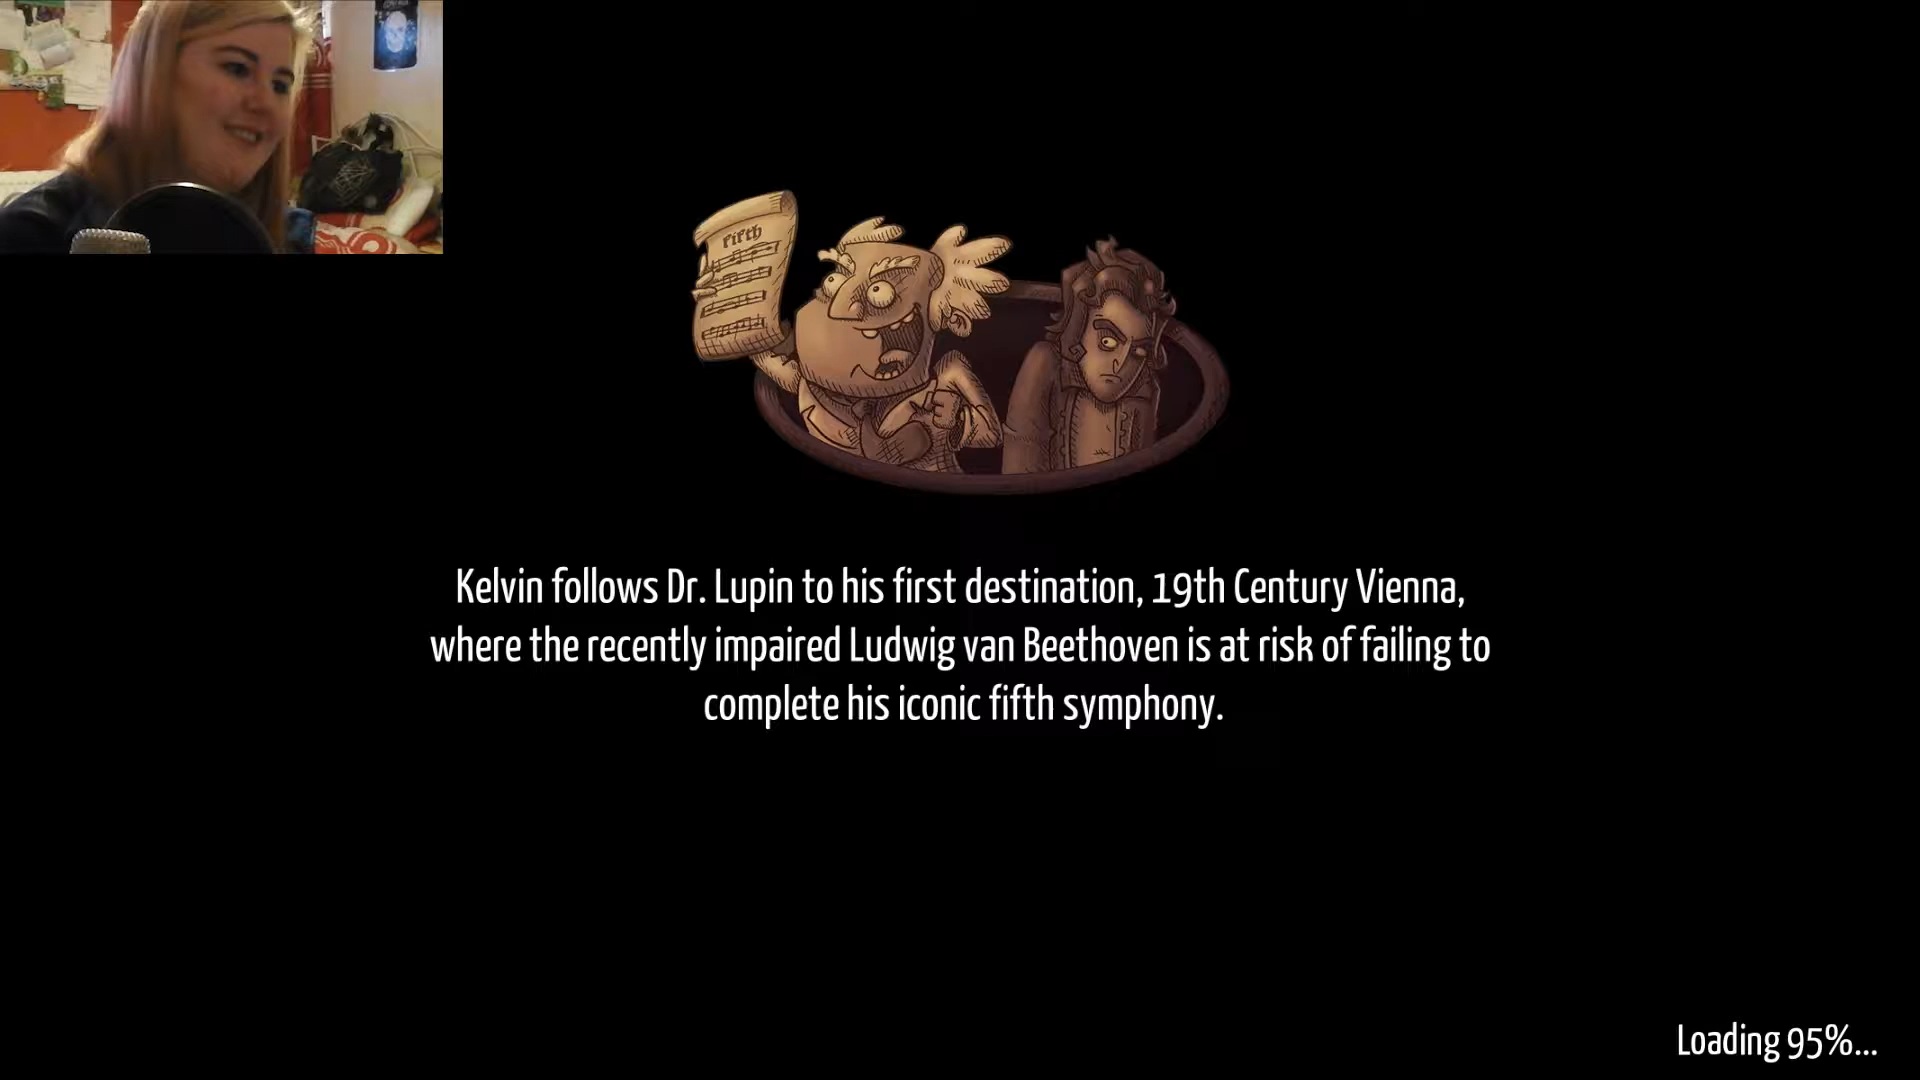 fifth
Kelvin follows Dr. Lupin to his first destination, 19th Century Vienna,
where the recently impaired Ludwig van Beethoven is at risk of failing to
complete his iconic fifth symphony.
Loading 95%...